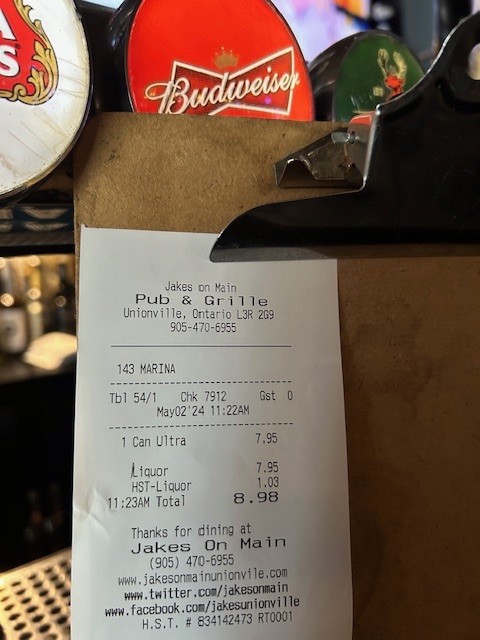 A
S
Budweiser
Jakes on Main
Pub & Grille
Unionville, Ontario L3R 2G9
905-470-6955
143 MARINA
Tbl 54/1 Chk 7912 Gst 0
May02'24 11:22AM
1 Can Ultra 7.95
Liquor 7.95
HST-Liquor 1.03
11:23AM Total 8.98
Thanks for dining at
Jakes On Main
(905) 470-6955
www.jakesonmainunionville.com
www.twitter.com/jakesonmain
www.facebook.com/jakesunionville
H.S.T. # 834142473 RT0001